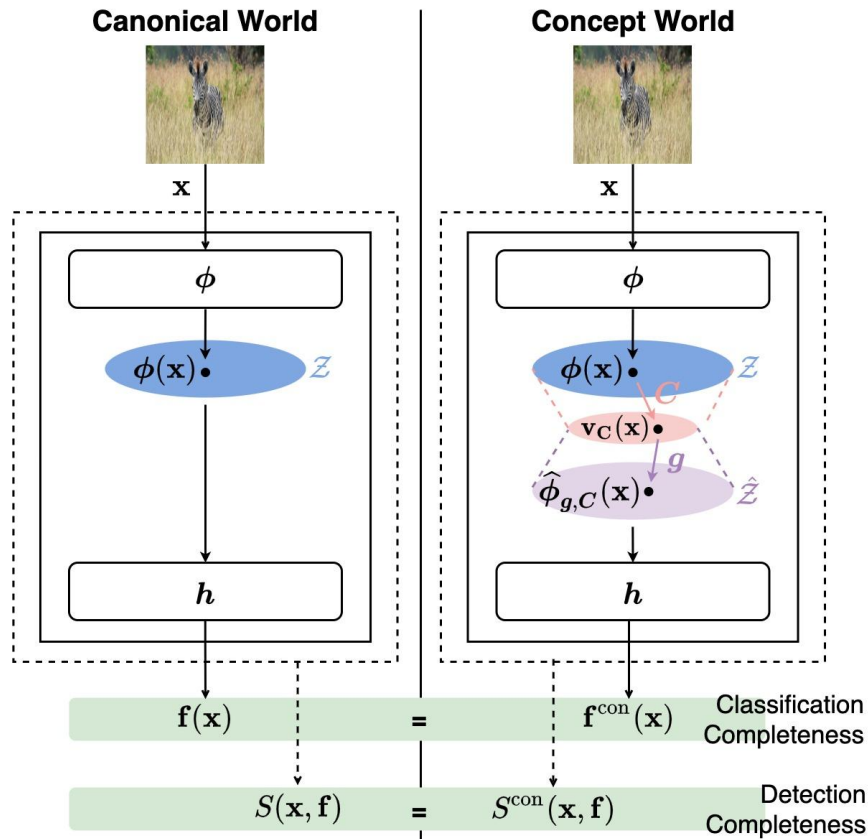 Canonical World
Concept World
x
x
ϕ
ϕ
ϕ(x)
𝒵
ϕ(x)
𝒵
C
v_C(x)
g
ϕ̂_{g,C}(x)
𝒵̂
h
h
f(x) = f^con(x)
Classification
Completeness
S(x, f) = S^con(x, f)
Detection
Completeness